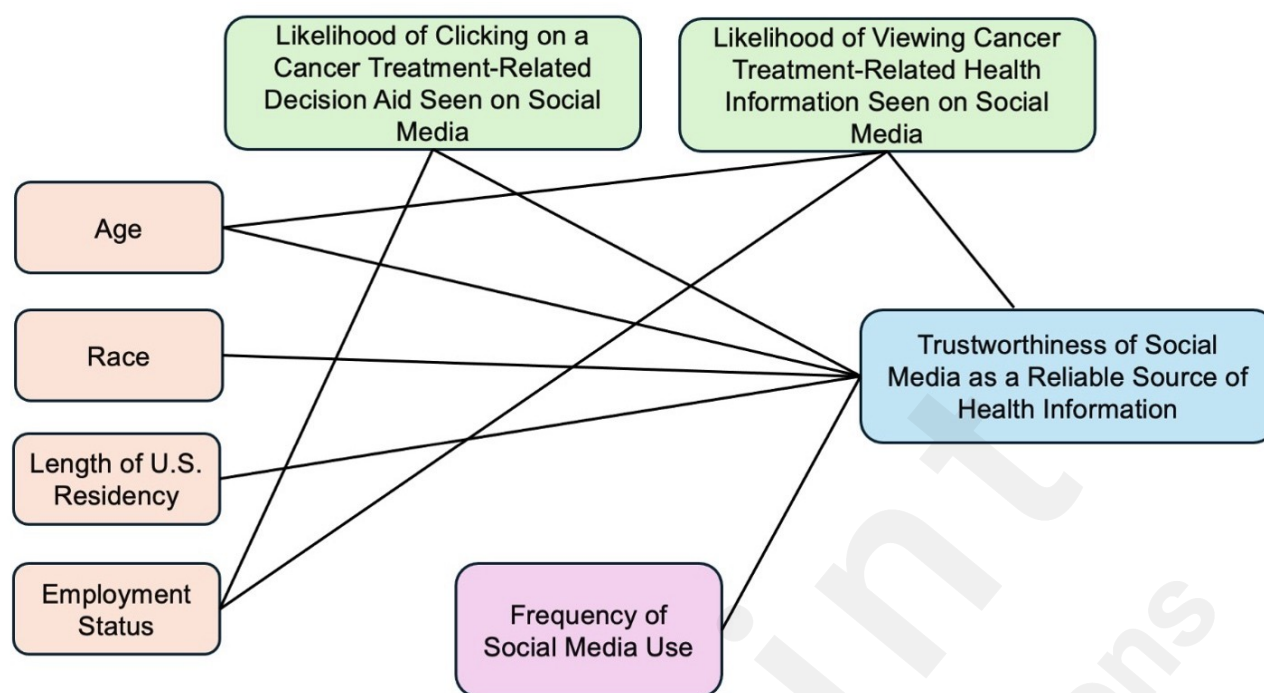 Likelihood of Clicking on a
Cancer Treatment-Related
Decision Aid Seen on Social
Media
Likelihood of Viewing Cancer
Treatment-Related Health
Information Seen on Social
Media
Age
Race
Trustworthiness of Social
Media as a Reliable Source of
Health Information
Length of U.S.
Residency
Employment
Status
Frequency of
Social Media Use